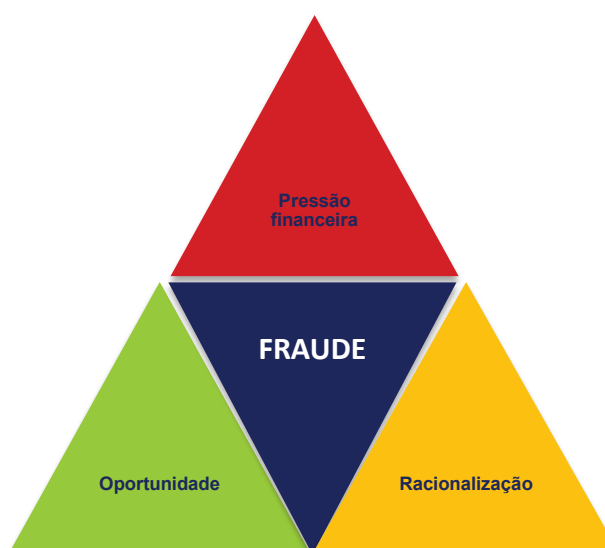 Pressão
financeira
FRAUDE
Oportunidade
Racionalização